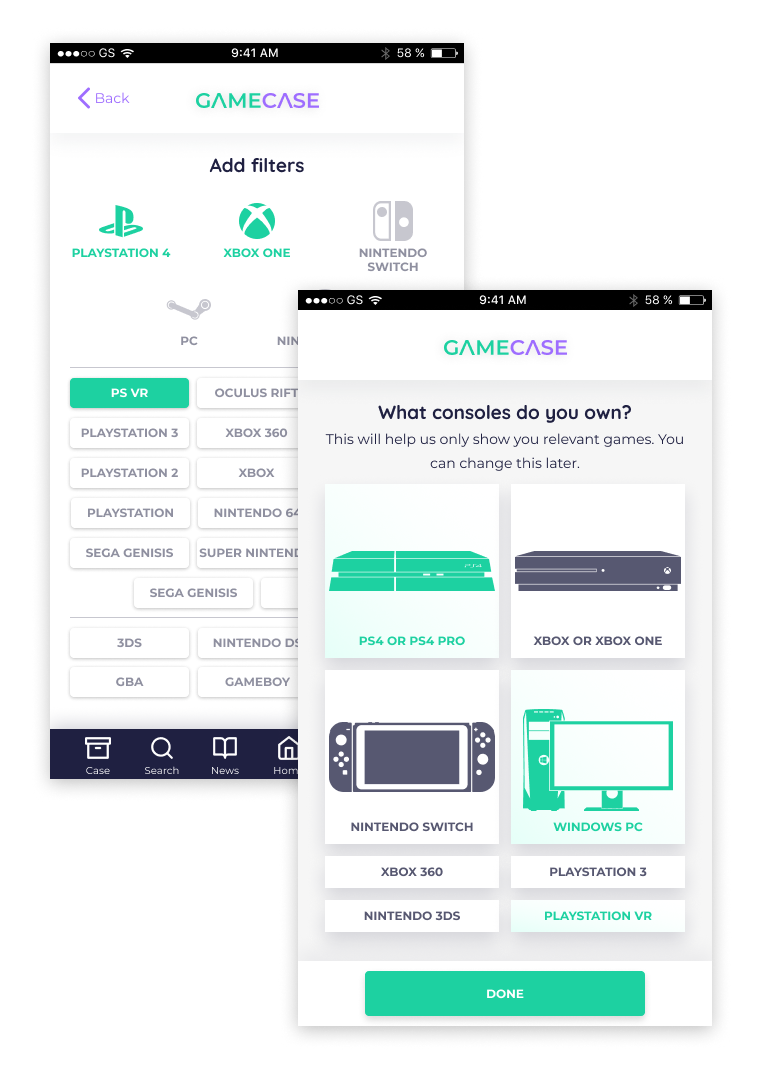 GS 9:41 AM 58 %
Back GAMECASE
Add filters
PLAYSTATION 4 XBOX ONE NINTENDO
SWITCH
PC NIN
PS VR OCULUS RIFT
PLAYSTATION 3 XBOX 360
PLAYSTATION 2 XBOX
PLAYSTATION NINTENDO 64
SEGA GENISIS SUPER NINTEND
SEGA GENISIS
3DS NINTENDO DS
GBA GAMEBOY
Case Search News Home
GS 9:41 AM 58 %
GAMECASE
What consoles do you own?
This will help us only show you relevant games. You
can change this later.
PS4
PS4 OR PS4 PRO XBOX OR XBOX ONE
NINTENDO SWITCH WINDOWS PC
XBOX 360 PLAYSTATION 3
NINTENDO 3DS PLAYSTATION VR
DONE